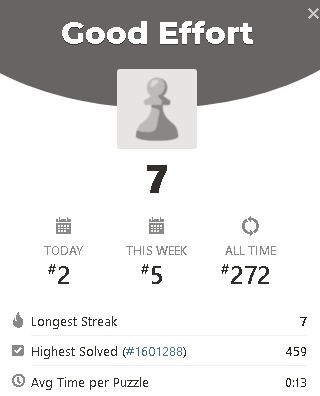 Good Effort
7
TODAY THIS WEEK ALL TIME
#2 #5 #272
Longest Streak 7
Highest Solved (#1601288) 459
Avg Time per Puzzle 0:13